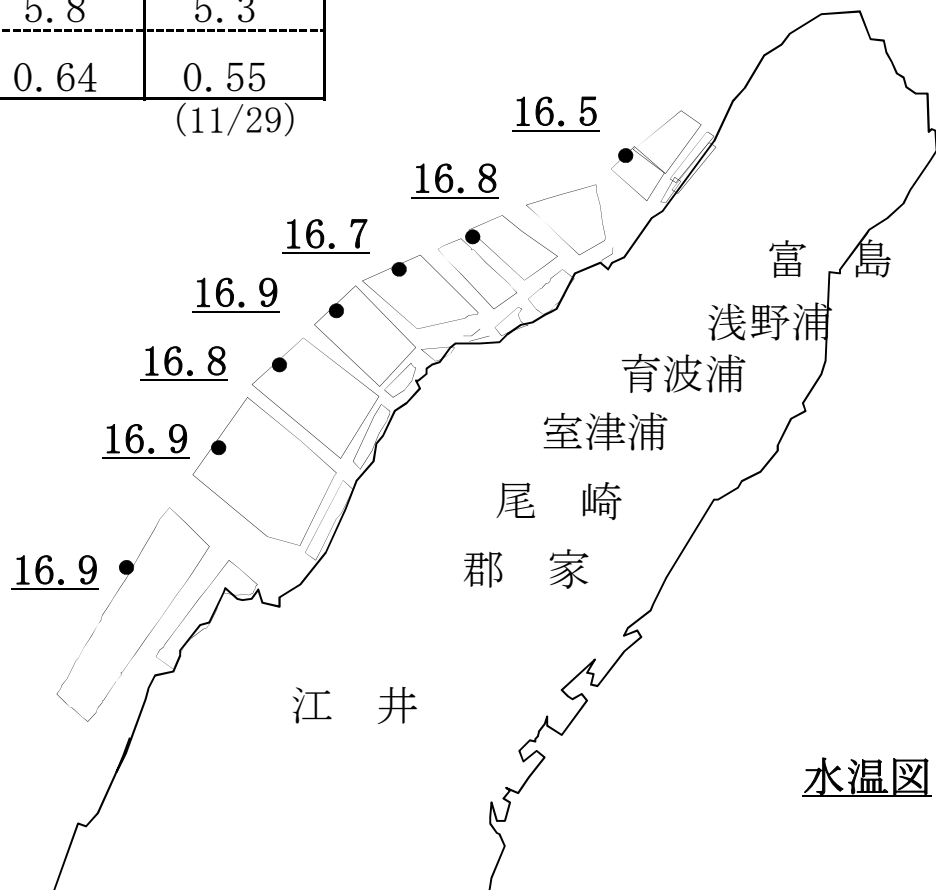 5.8 5.3
0.64 0.55
(11/29)
16.5
16.8
16.7
16.9
16.8
16.9
16.9
富島
浅野浦
育波浦
室津浦
尾崎
郡家
江井
水温図